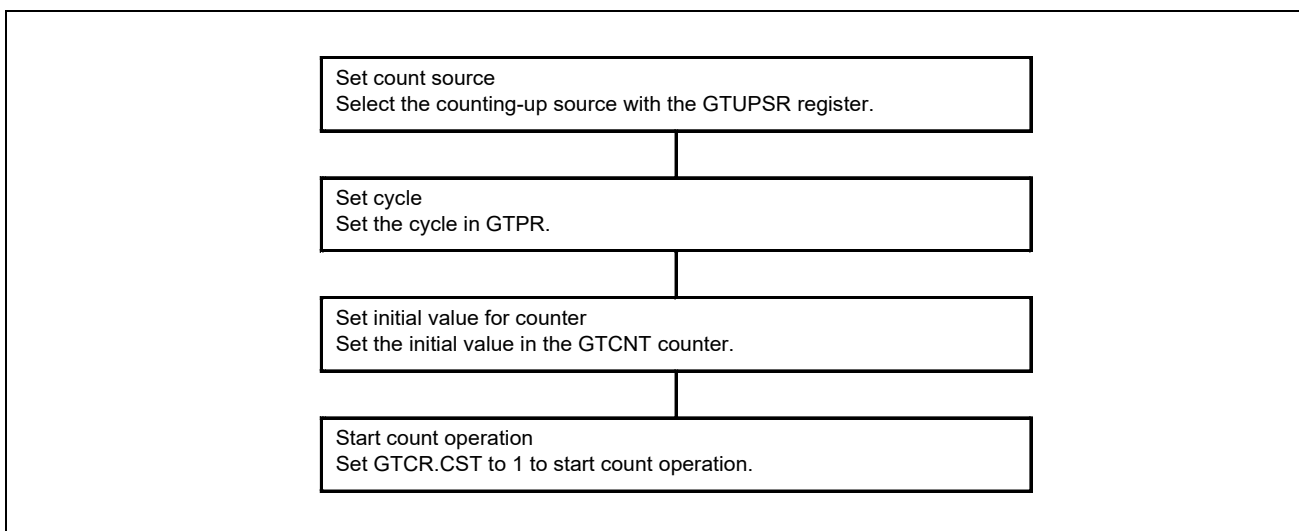 Set count source
Select the counting-up source with the GTUPSR register.
Set cycle
Set the cycle in GTPR.
Set initial value for counter
Set the initial value in the GTCNT counter.
Start count operation
Set GTCR.CST to 1 to start count operation.